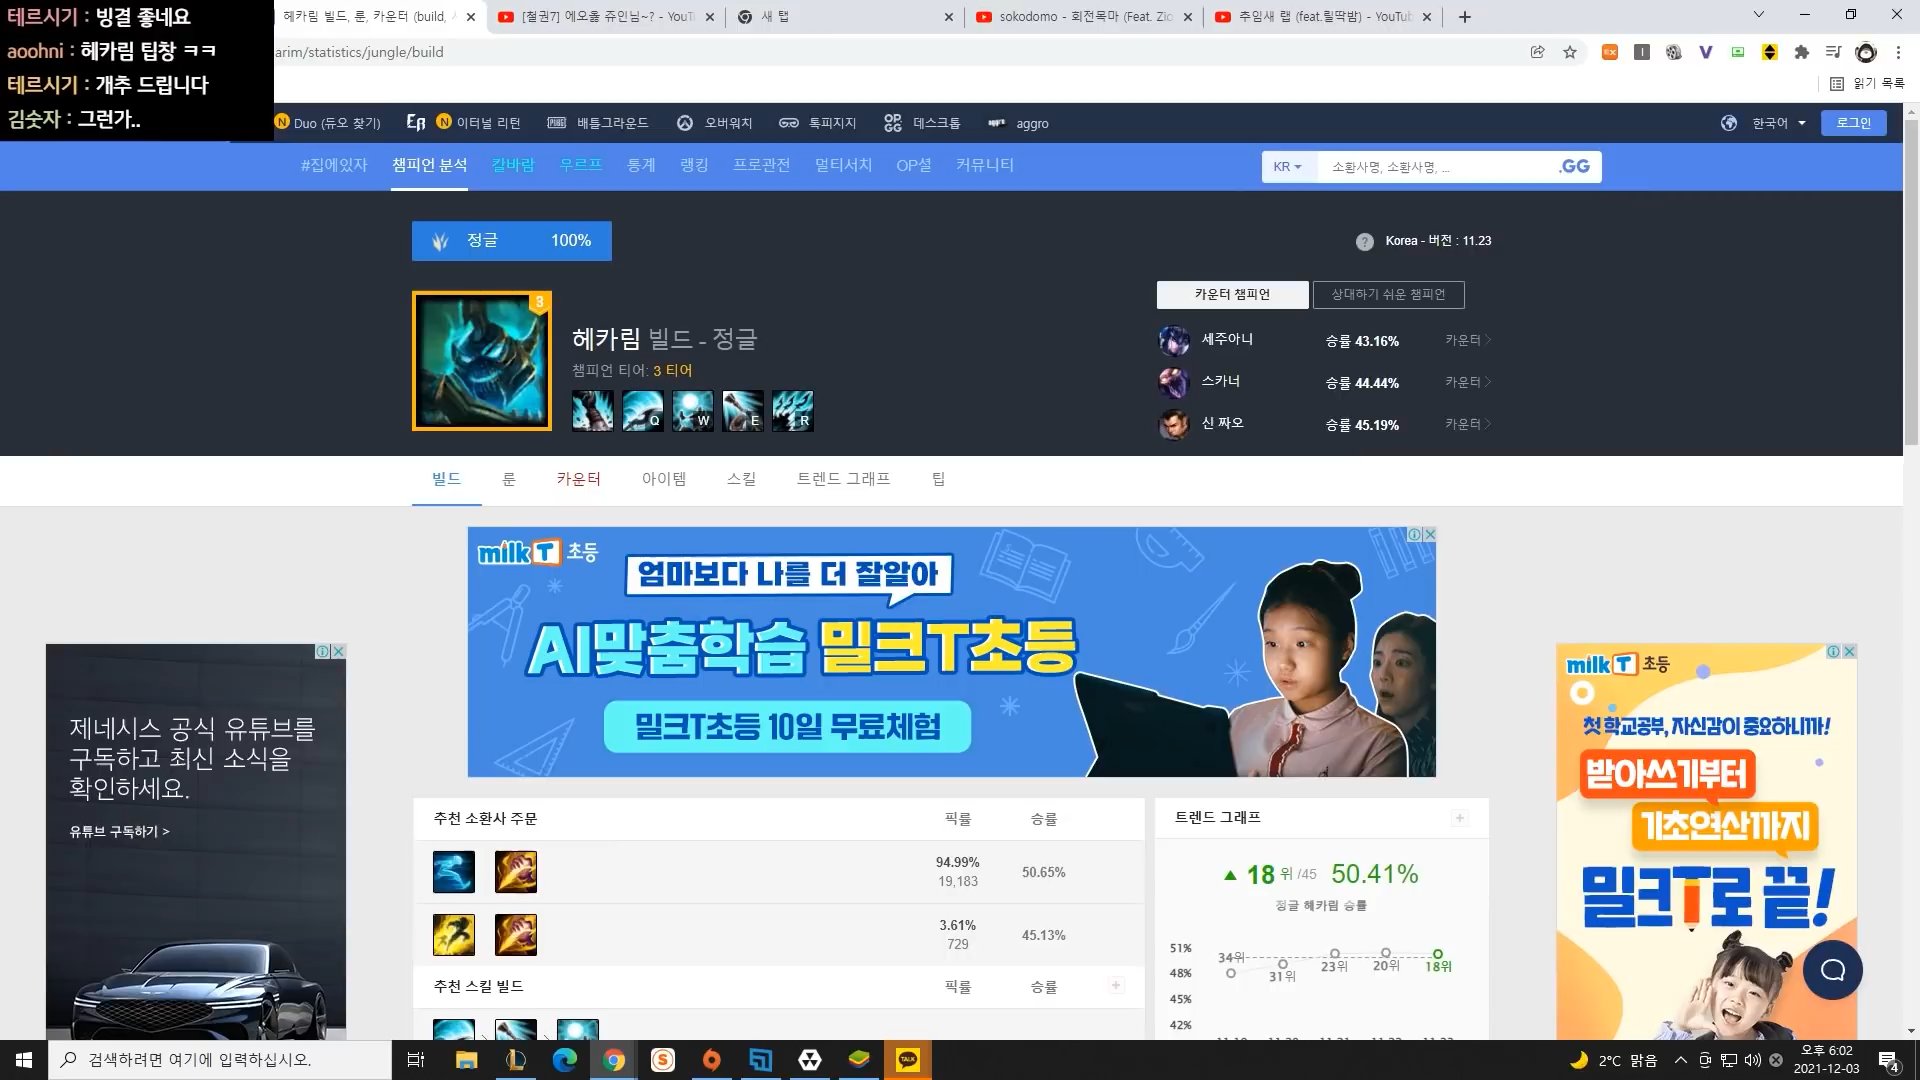 테르시기 : 빙결 좋네요
aoohni : 헤카림 팁창 ㅋㅋ
테르시기 : 개추 드립니다
김숫자 : 그런가..
헤카림 빌드, 룬, 카운터 (build,
[철권7] 에오쓸 쥬인님~? - YouT
새 탭
sokodomo - 회전목마 (Feat. Zio
추임새 랩 (feat.릴딱밤) - YouTub
arim/statistics/jungle/build
읽기 목록
Duo (듀오 찾기)
이터널 리턴
배틀그라운드
오버워치
톡피지지
데스크톱
aggro
한국어
로그인
#집에있자
챔피언 분석
칼바람
우르프
통계
랭킹
프로관전
멀티서치
OP셜
커뮤니티
KR
소환사명, 소환사명, ...
.GG
정글 100%
Korea - 버전 : 11.23
3
헤카림 빌드 - 정글
챔피언 티어: 3 티어
Q
W
E
R
카운터 챔피언
상대하기 쉬운 챔피언
세주아니 승률 43.16% 카운터
스카너 승률 44.44% 카운터
신 짜오 승률 45.19% 카운터
빌드
룬
카운터
아이템
스킬
트렌드 그래프
팁
milk T 초등
엄마보다 나를 더 잘알아
AI맞춤학습 밀크T초등
밀크T초등 10일 무료체험
제네시스 공식 유튜브를
구독하고 최신 소식을
확인하세요.
유튜브 구독하기 >
milk T 초등
첫 학교공부, 자신감이 중요하니까!
받아쓰기부터
기초연산까지
밀크T로 끝!
추천 소환사 주문 픽률 승률
94.99%
19,183
50.65%
3.61%
729
45.13%
추천 스킬 빌드 픽률 승률
트렌드 그래프
18 위 /45 50.41%
정글 헤카림 승률
51%
48%
45%
42%
34위
31위
23위
20위
18위
11.19 11.20 11.21 11.22 11.23
검색하려면 여기에 입력하십시오.
TALK
2°C 맑음
오후 6:02
2021-12-03
4